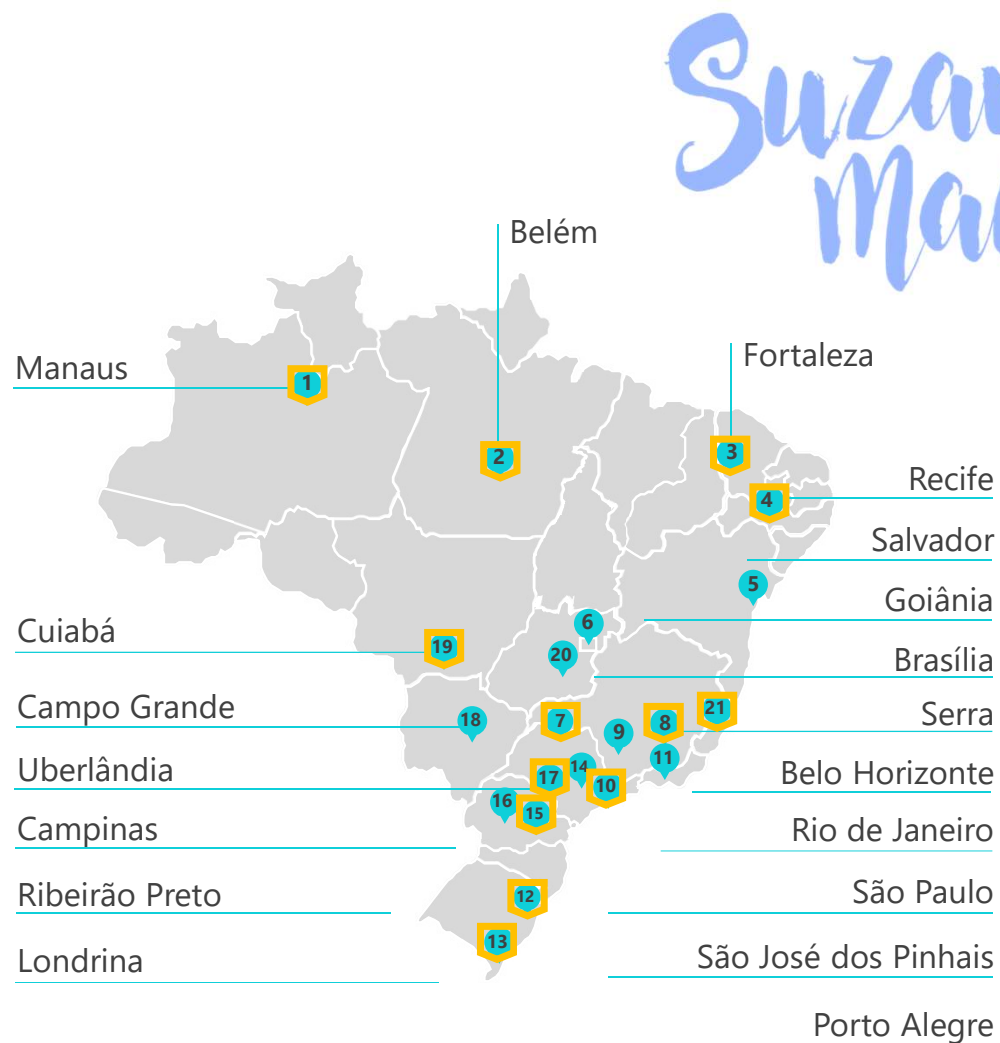 Belém
Manaus
Fortaleza
1
2
3
4
Recife
Salvador
5
Goiânia
6
Cuiabá
19
20
Brasília
Campo Grande
18
7
8
21
Serra
9
Uberlândia
17
14
11
10
Belo Horizonte
16
15
Campinas
Rio de Janeiro
Ribeirão Preto
12
São Paulo
13
Londrina
São José dos Pinhais
Porto Alegre